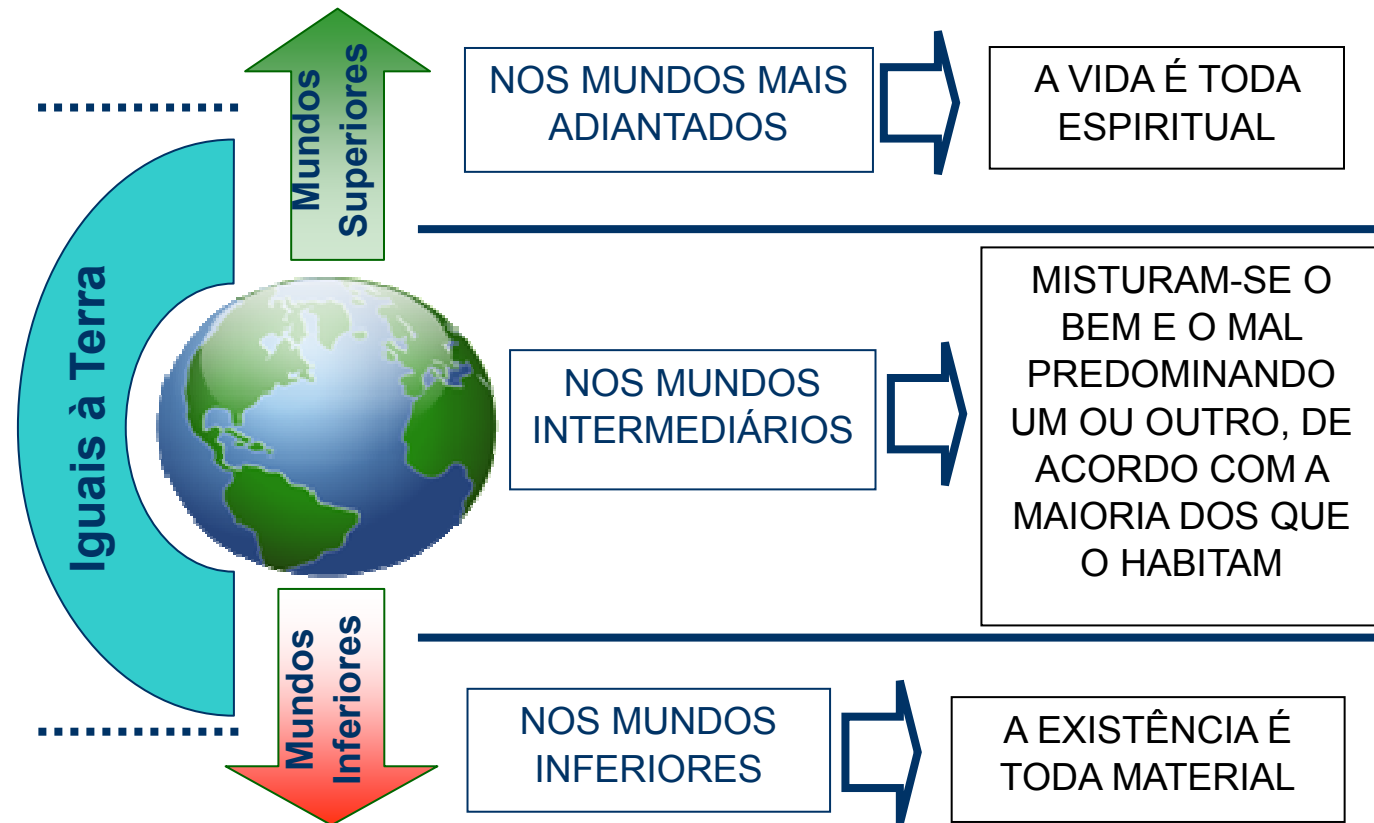 Mundos
Superiores
NOS MUNDOS MAIS
ADIANTADOS
A VIDA É TODA
ESPIRITUAL
Iguais à Terra
NOS MUNDOS
INTERMEDIÁRIOS
MISTURAM-SE O
BEM E O MAL
PREDOMINANDO
UM OU OUTRO, DE
ACORDO COM A
MAIORIA DOS QUE
O HABITAM
Mundos
Inferiores
NOS MUNDOS
INFERIORES
A EXISTÊNCIA É
TODA MATERIAL